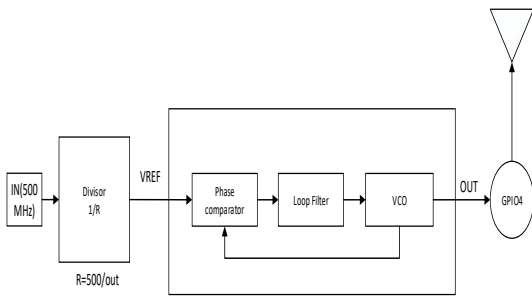 IN(500
MHz)
Divisor
1/R
R=500/out
VREF
Phase
comparator
Loop Filter
VCO
OUT
GPIO4